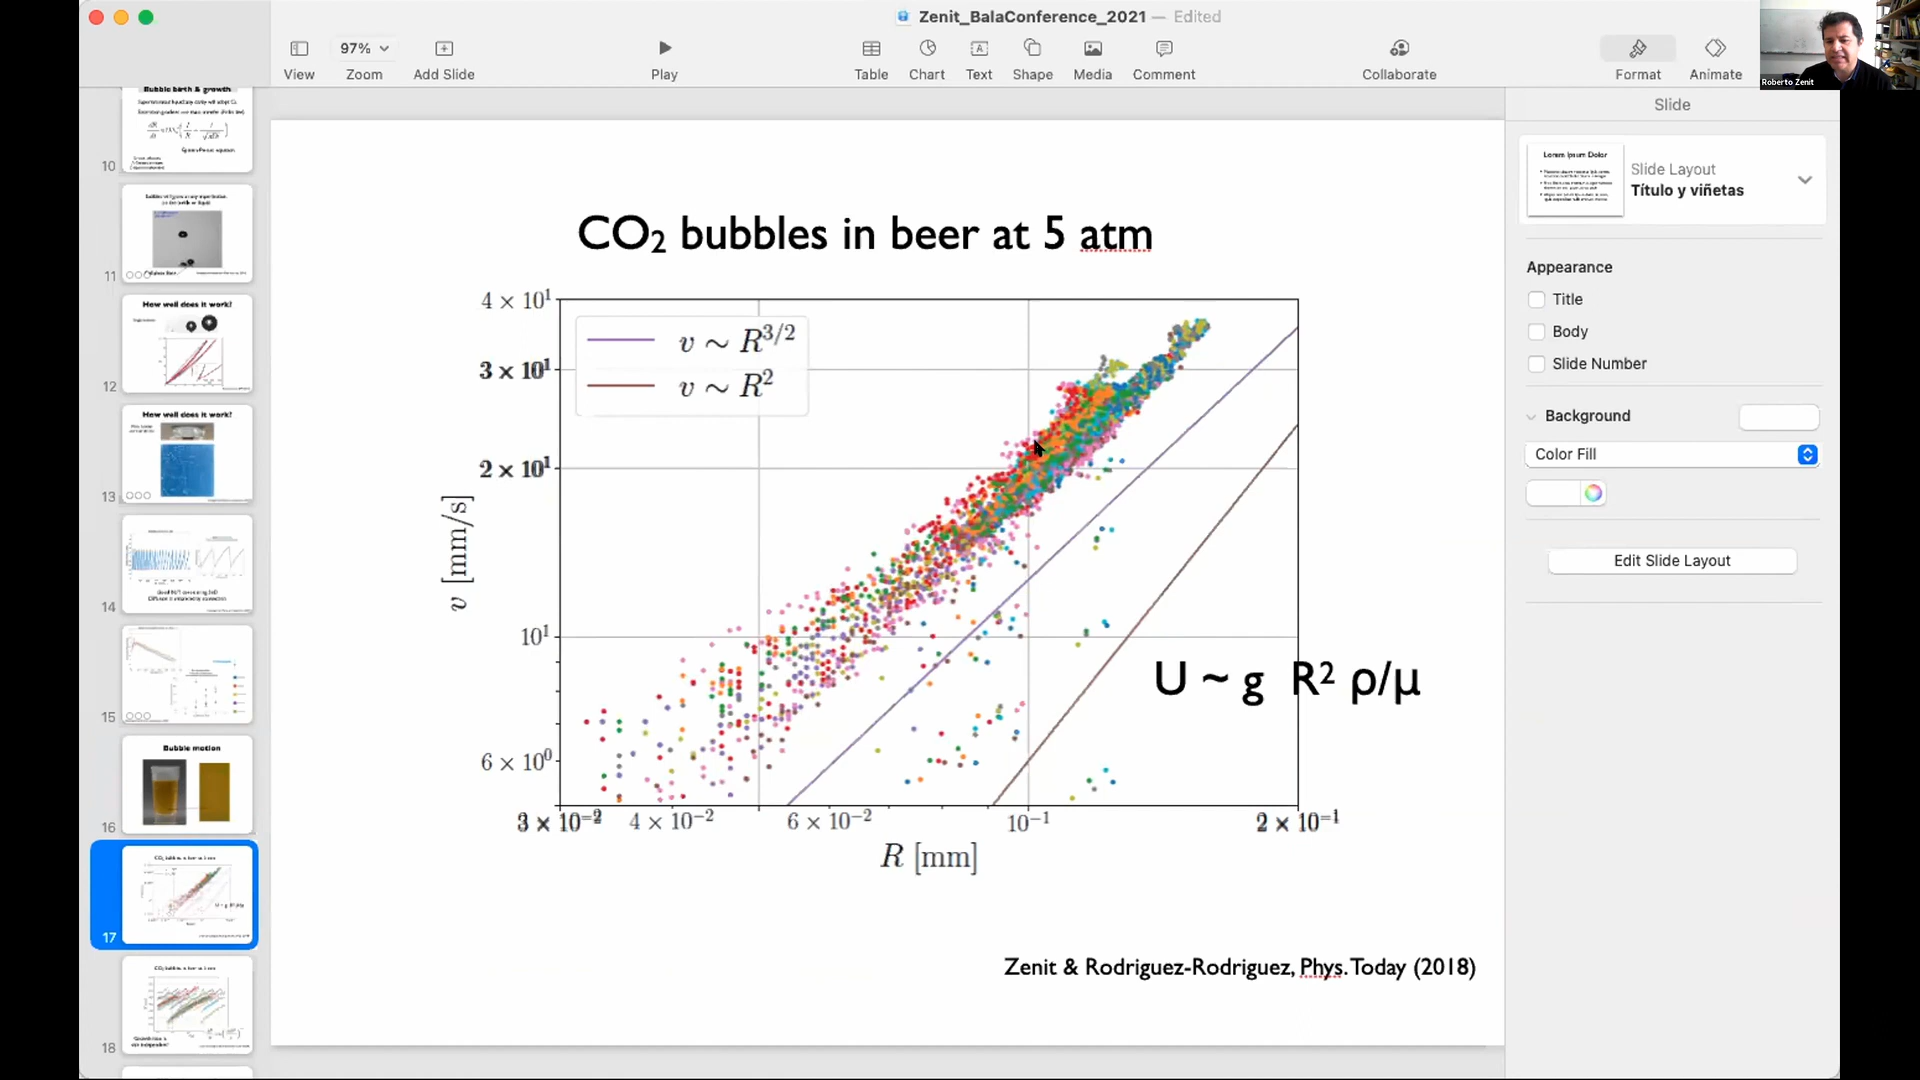 Zenit_BalaConference_2021 — Edited
97%
View Zoom Add Slide Play Table Chart Text Shape Media Comment Collaborate Format Animate
Roberto Zenit
Slide
Lorem Ipsum Dolor
Slide Layout
Título y viñetas
Appearance
Title
Body
Slide Number
Background
Color Fill
Edit Slide Layout
Bubble birth & growth
10
11
How well does it work?
12
How well does it work?
13
14
15
Bubble motion
16
17
18
CO₂ bubbles in beer at 5 atm
v ∼ R^{3/2}
v ∼ R²
4 × 10¹
3 × 10¹
2 × 10¹
10¹
6 × 10⁰
v [mm/s]
4 × 10⁻² 6 × 10⁻² 10⁻¹ 2 × 10⁻¹
R [mm]
U ~ g R² ρ/μ
Zenit & Rodriguez-Rodriguez, Phys. Today (2018)